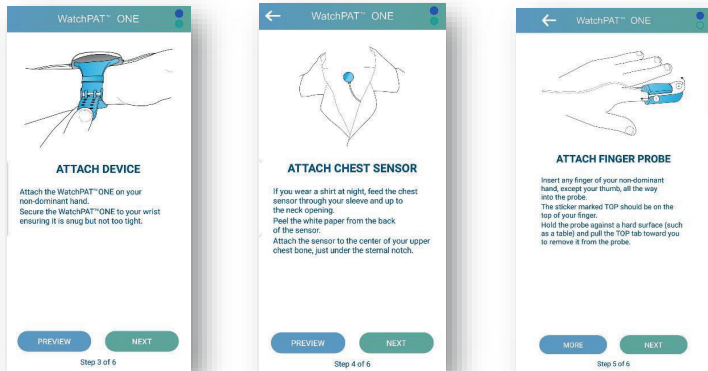 WatchPAT™ ONE
ATTACH DEVICE
Attach the WatchPAT™ONE on your
non-dominant hand.
Secure the WatchPAT™ONE to your wrist
ensuring it is snug but not too tight.
PREVIEW
NEXT
Step 3 of 6
WatchPAT™ ONE
ATTACH CHEST SENSOR
If you wear a shirt at night, feed the chest
sensor through your sleeve and up to
the neck opening.
Peel the white paper from the back
of the sensor.
Attach the sensor to the center of your upper
chest bone, just under the sternal notch.
PREVIEW
NEXT
Step 4 of 6
WatchPAT™ ONE
ATTACH FINGER PROBE
Insert any finger of your non-dominant
hand, except your thumb, all the way
into the probe.
The sticker marked TOP should be on the
top of your finger.
Hold the probe against a hard surface (such
as a table) and pull the TOP tab toward you
to remove it from the probe.
MORE
NEXT
Step 5 of 6